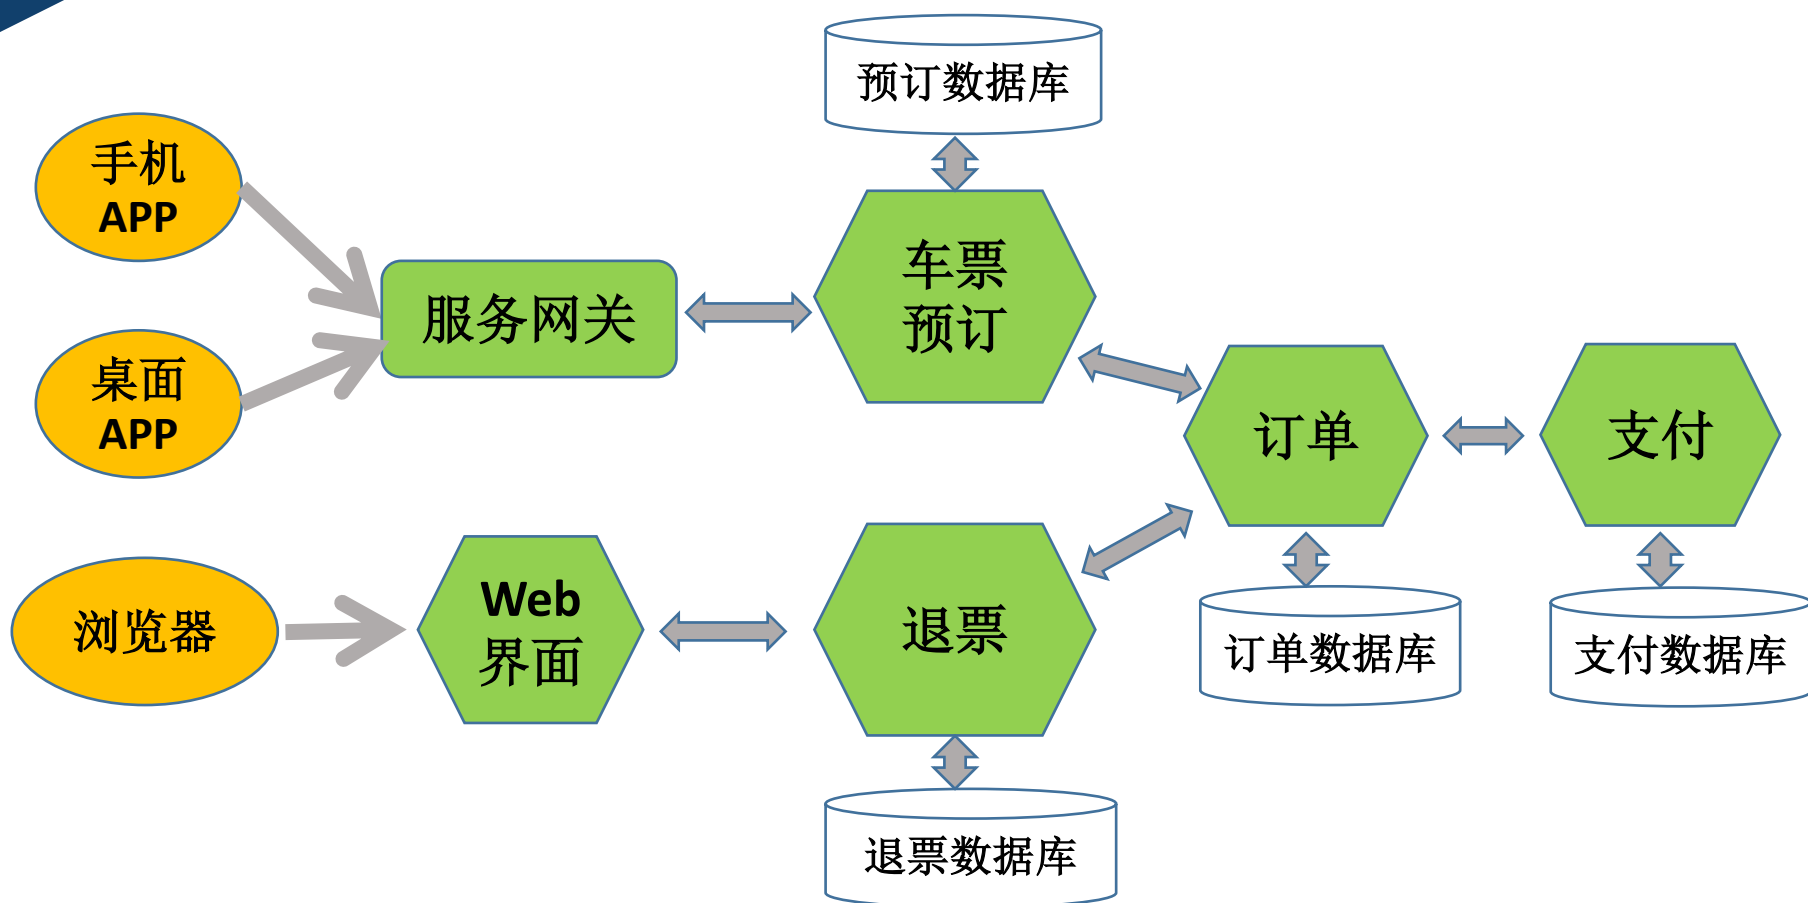 预订数据库
手机
APP
车票
预订
服务网关
桌面
APP
订单
支付
浏览器
Web
界面
退票
订单数据库
支付数据库
退票数据库